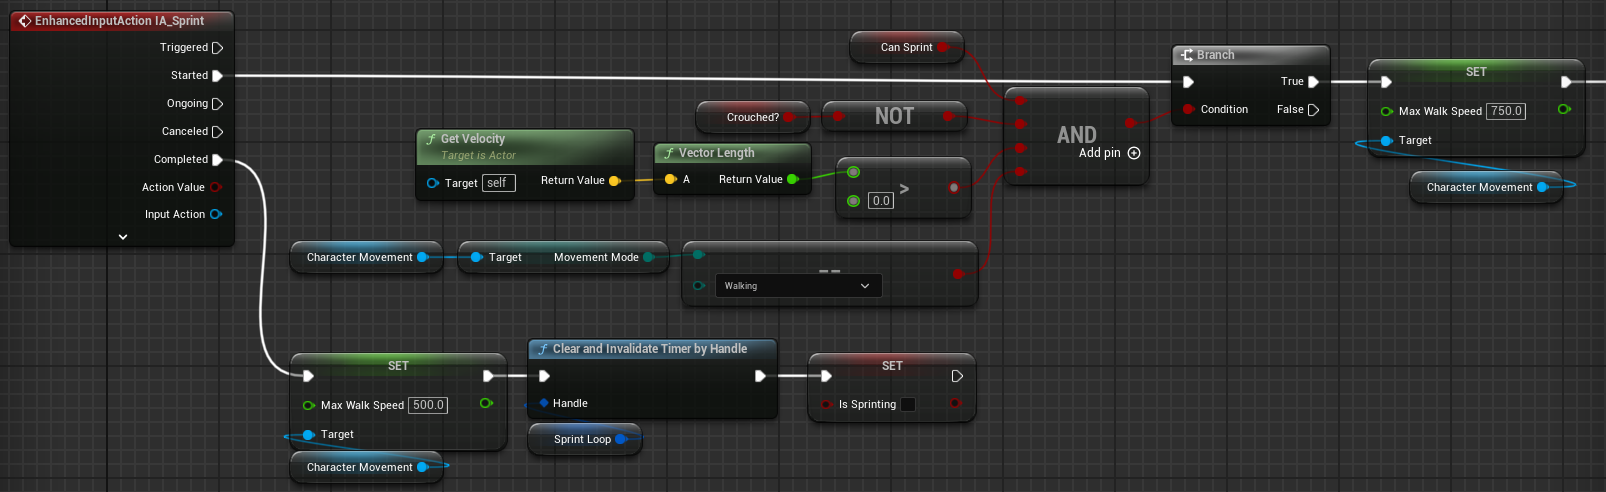 EnhancedInputAction IA_Sprint
Triggered
Started
Ongoing
Canceled
Completed
Action Value
Input Action
Can Sprint
Crouched?
NOT
Get Velocity
Target is Actor
Target self
Return Value
Vector Length
A
Return Value
0.0
>
AND
Add pin
Branch
True
Condition
False
SET
Max Walk Speed 750.0
Target
Character Movement
Character Movement
Target
Movement Mode
==
Walking
SET
Max Walk Speed 500.0
Target
Character Movement
Clear and Invalidate Timer by Handle
Handle
Sprint Loop
SET
Is Sprinting